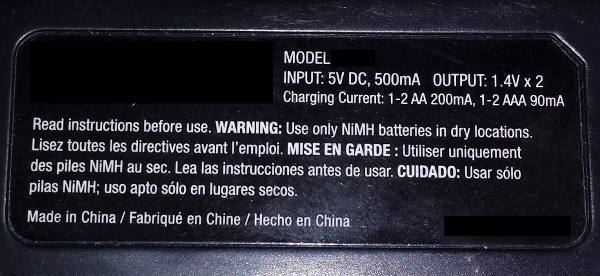 MODEL
INPUT: 5V DC, 500mA OUTPUT: 1.4V x 2
Charging Current: 1-2 AA 200mA, 1-2 AAA 90mA
Read instructions before use. WARNING: Use only NiMH batteries in dry locations.
Lisez toutes les directives avant l'emploi. MISE EN GARDE : Utiliser uniquement
des piles NiMH au sec. Lea las instrucciones antes de usar. CUIDADO: Usar sólo
pilas NiMH; uso apto sólo en lugares secos.
Made in China / Fabriqué en Chine / Hecho en China